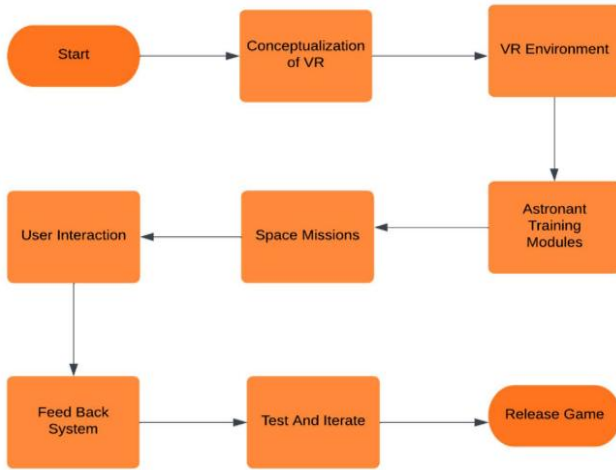 Start
Conceptualization
of VR
VR Environment
Astronant
Training
Modules
Space Missions
User Interaction
Feed Back
System
Test And Iterate
Release Game